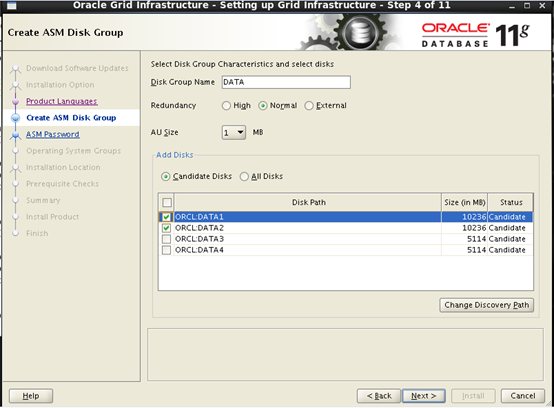 Oracle Grid Infrastructure - Setting up Grid Infrastructure - Step 4 of 11
Create ASM Disk Group
ORACLE
DATABASE 11g
Download Software Updates
Installation Option
Product Languages
Create ASM Disk Group
ASM Password
Operating System Groups
Installation Location
Prerequisite Checks
Summary
Install Product
Finish
Select Disk Group Characteristics and select disks
Disk Group Name DATA
Redundancy High Normal External
AU Size 1 MB
Add Disks
Candidate Disks All Disks
Disk Path Size (in MB) Status
ORCL:DATA1 10236 Candidate
ORCL:DATA2 10236 Candidate
ORCL:DATA3 5114 Candidate
ORCL:DATA4 5114 Candidate
Change Discovery Path
Help < Back Next > Install Cancel